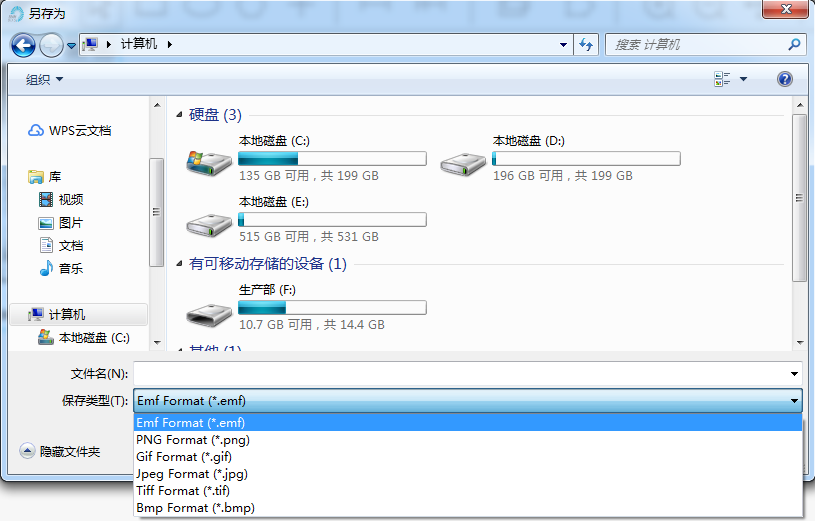 另存为
计算机
搜索 计算机
组织
WPS云文档
库
视频
图片
文档
音乐
计算机
本地磁盘 (C:)
硬盘 (3)
本地磁盘 (C:)
135 GB 可用，共 199 GB
本地磁盘 (D:)
196 GB 可用，共 199 GB
本地磁盘 (E:)
515 GB 可用，共 531 GB
有可移动存储的设备 (1)
生产部 (F:)
10.7 GB 可用，共 14.4 GB
其他 (1)
文件名(N):
保存类型(T): Emf Format (*.emf)
Emf Format (*.emf)
PNG Format (*.png)
Gif Format (*.gif)
Jpeg Format (*.jpg)
Tiff Format (*.tif)
Bmp Format (*.bmp)
隐藏文件夹